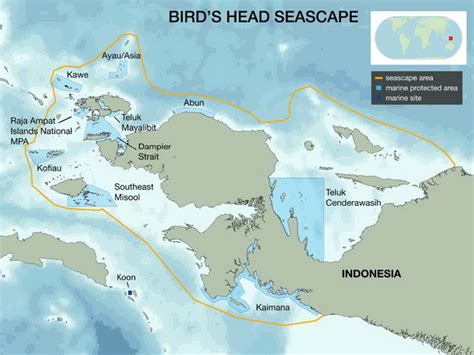 BIRD'S HEAD SEASCAPE
seascape area
marine protected area
marine site
Ayau/Asia
Kawe
Abun
Raja Ampat
Islands National
MPA
Teluk
Mayalibit
Dampier
Strait
Kofiau
Southeast
Misool
Teluk
Cenderawasih
Koon
INDONESIA
Kaimana